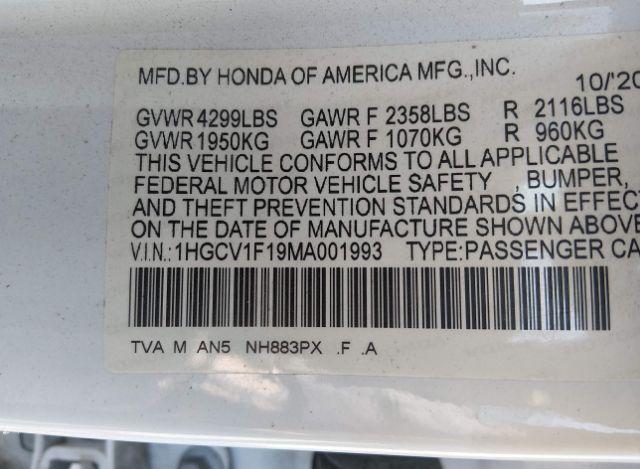 MFD.BY HONDA OF AMERICA MFG.,INC. 10/'20
GVWR 4299LBS GAWR F 2358LBS R 2116LBS
GVWR 1950KG GAWR F 1070KG R 960KG
THIS VEHICLE CONFORMS TO ALL APPLICABLE
FEDERAL MOTOR VEHICLE SAFETY , BUMPER,
AND THEFT PREVENTION STANDARDS IN EFFEC
ON THE DATE OF MANUFACTURE SHOWN ABOVE
V.I.N.:1HGCV1F19MA001993 TYPE:PASSENGER CA
TVA M AN5 NH883PX .F .A